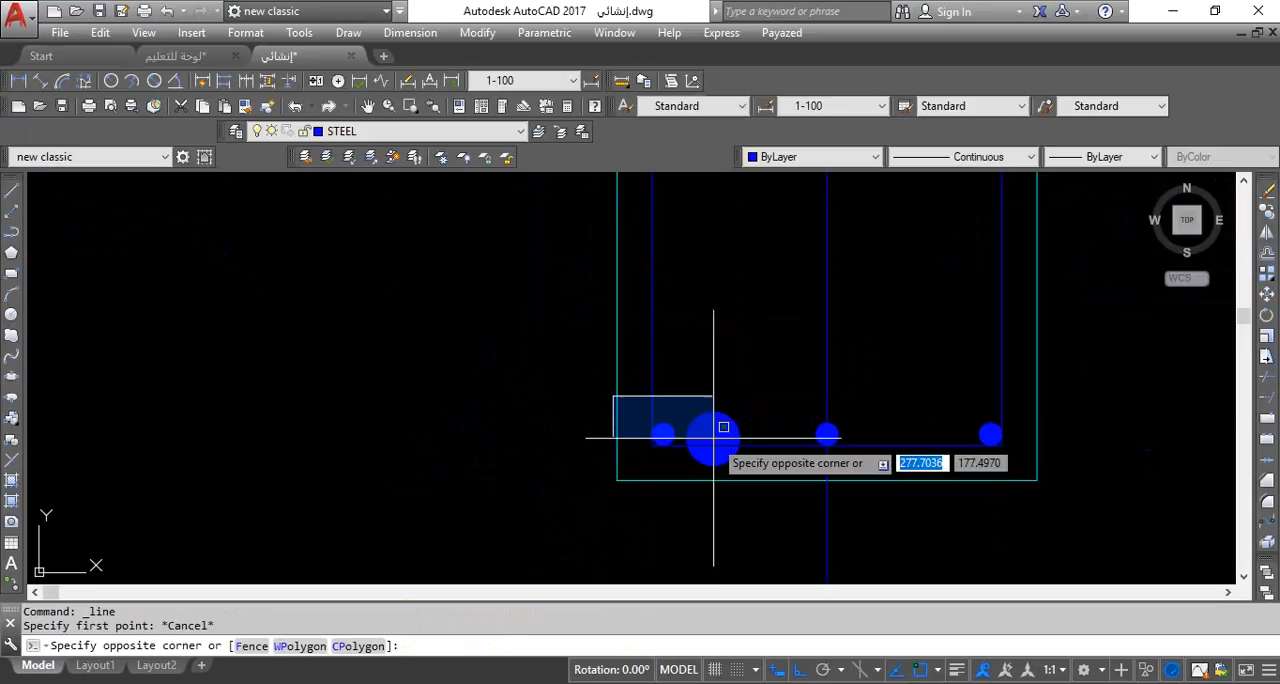 new classic
Autodesk AutoCAD 2017 إنشائي.dwg
Type a keyword or phrase
Sign In
File Edit View Insert Format Tools Draw Dimension Modify Parametric Window Help Express Payazed
Start لوحة للتعليم* إنشائي*
1-100
Standard 1-100 Standard Standard
STEEL
new classic ByLayer Continuous ByLayer ByColor
N
W TOP E
S
WCS
Specify opposite corner or 277.7036 177.4970
Y
X
Command: _line
Specify first point: *Cancel*
Specify opposite corner or [Fence WPolygon CPolygon]:
Model Layout1 Layout2 Rotation: 0.00° MODEL 1:1